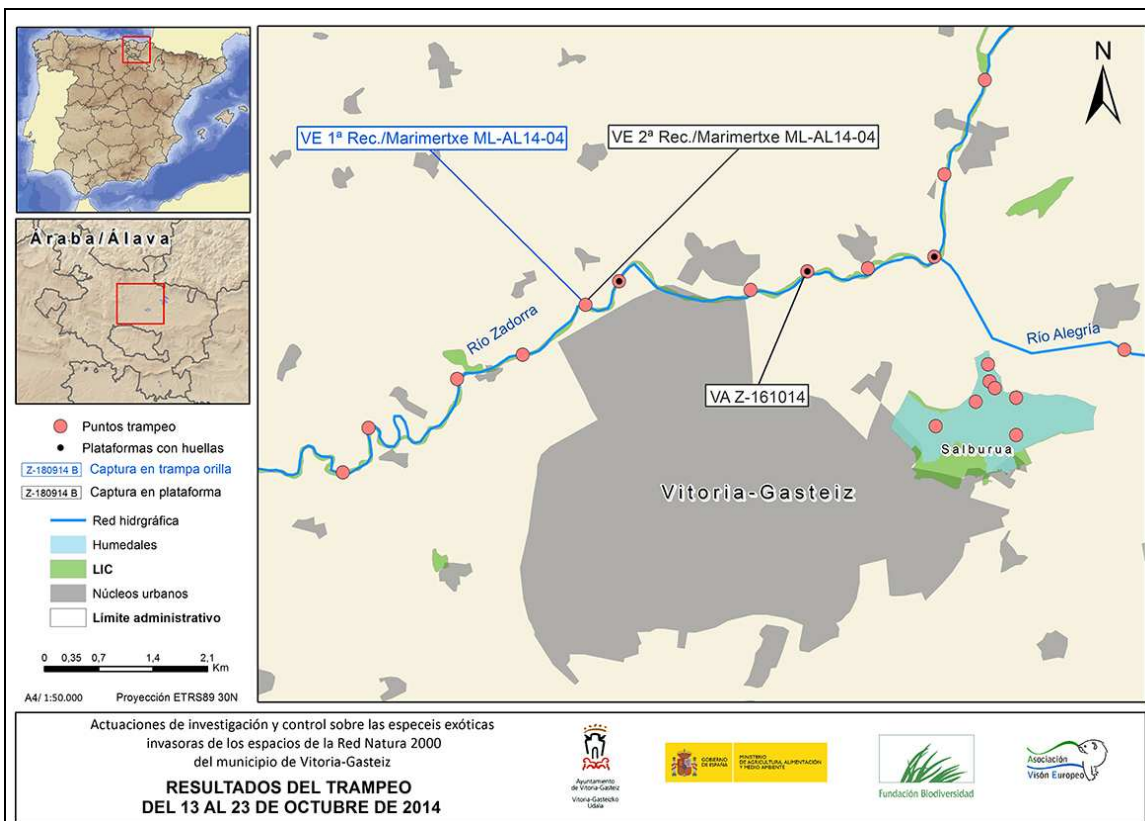 N
VE 1ª Rec./Marimertxe ML-AL14-04
VE 2ª Rec./Marimertxe ML-AL14-04
Río Zadorra
Río Alegría
VA Z-161014
Salburua
Vitoria-Gasteiz
Araba/Álava
Puntos trampeo
Plataformas con huellas
Z-180914 B Captura en trampa orilla
Z-180914 B Captura en plataforma
Red hidrgráfica
Humedales
LIC
Núcleos urbanos
Límite administrativo
0 0,35 0,7 1,4 2,1
Km
A4/ 1:50.000 Proyección ETRS89 30N
Actuaciones de investigación y control sobre las especeis exóticas
invasoras de los espacios de la Red Natura 2000
del municipio de Vitoria-Gasteiz
RESULTADOS DEL TRAMPEO
DEL 13 AL 23 DE OCTUBRE DE 2014
Ayuntamiento
de Vitoria-Gasteiz
Vitoria-Gasteizko
Udala
GOBIERNO
DE ESPAÑA
MINISTERIO
DE AGRICULTURA, ALIMENTACIÓN
Y MEDIO AMBIENTE
Fundación Biodiversidad
Asociación
Visón Europeo